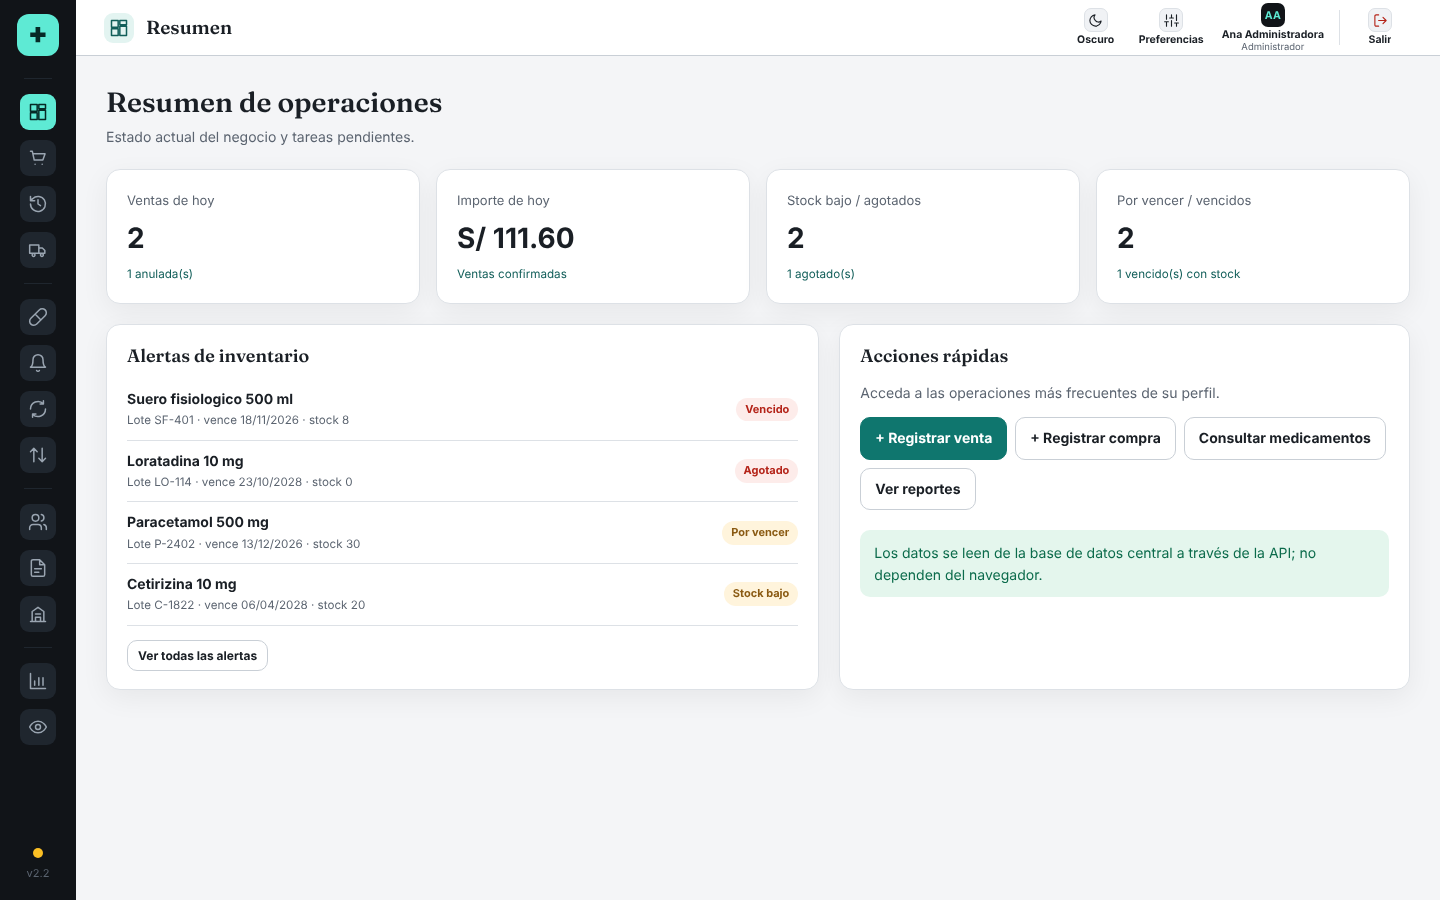 Resumen
Oscuro
Preferencias
AA
Ana Administradora
Administrador
Salir
Resumen de operaciones
Estado actual del negocio y tareas pendientes.
Ventas de hoy
2
1 anulada(s)
Importe de hoy
S/ 111.60
Ventas confirmadas
Stock bajo / agotados
2
1 agotado(s)
Por vencer / vencidos
2
1 vencido(s) con stock
Alertas de inventario
Suero fisiologico 500 ml
Lote SF-401 · vence 18/11/2026 · stock 8
Vencido
Loratadina 10 mg
Lote LO-114 · vence 23/10/2028 · stock 0
Agotado
Paracetamol 500 mg
Lote P-2402 · vence 13/12/2026 · stock 30
Por vencer
Cetirizina 10 mg
Lote C-1822 · vence 06/04/2028 · stock 20
Stock bajo
Ver todas las alertas
Acciones rápidas
Acceda a las operaciones más frecuentes de su perfil.
+ Registrar venta
+ Registrar compra
Consultar medicamentos
Ver reportes
Los datos se leen de la base de datos central a través de la API; no
dependen del navegador.
v2.2